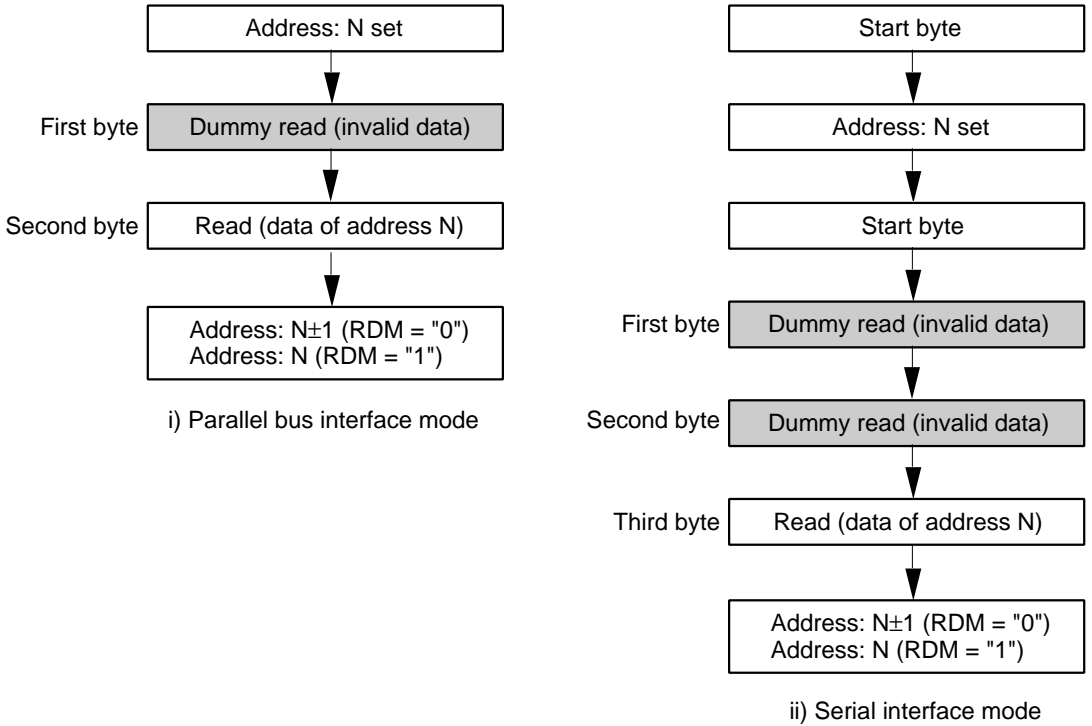 Address: N set
First byte
Dummy read (invalid data)
Second byte
Read (data of address N)
Address: N±1 (RDM = "0")
Address: N (RDM = "1")
i) Parallel bus interface mode
Start byte
Address: N set
Start byte
First byte
Dummy read (invalid data)
Second byte
Dummy read (invalid data)
Third byte
Read (data of address N)
Address: N±1 (RDM = "0")
Address: N (RDM = "1")
ii) Serial interface mode